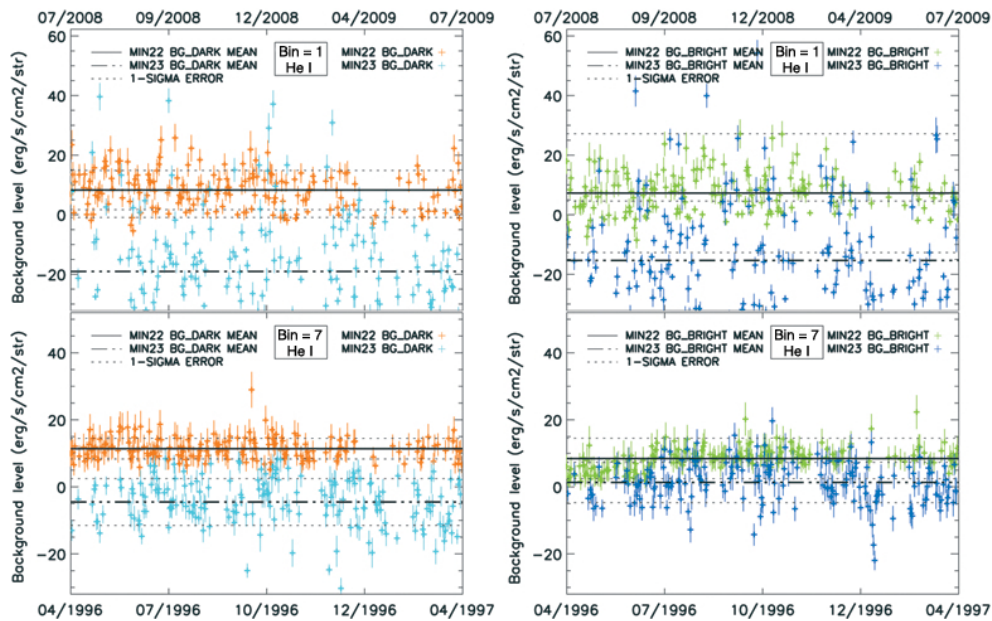 07/2008 09/2008 12/2008 04/2009 07/2009
MIN22 BG_DARK MEAN MIN22 BG_DARK
MIN23 BG_DARK MEAN MIN23 BG_DARK
1-SIGMA ERROR
Bin = 1
He I
60
40
20
0
-20
Background level (erg/s/cm2/str)
07/2008 09/2008 12/2008 04/2009 07/2009
MIN22 BG_BRIGHT MEAN MIN22 BG_BRIGHT
MIN23 BG_BRIGHT MEAN MIN23 BG_BRIGHT
1-SIGMA ERROR
Bin = 1
He I
60
40
20
0
-20
Background level (erg/s/cm2/str)
MIN22 BG_DARK MEAN MIN22 BG_DARK
MIN23 BG_DARK MEAN MIN23 BG_DARK
1-SIGMA ERROR
Bin = 7
He I
40
20
0
-20
Background level (erg/s/cm2/str)
04/1996 07/1996 10/1996 12/1996 04/1997
MIN22 BG_BRIGHT MEAN MIN22 BG_BRIGHT
MIN23 BG_BRIGHT MEAN MIN23 BG_BRIGHT
1-SIGMA ERROR
Bin = 7
He I
40
20
0
-20
Background level (erg/s/cm2/str)
04/1996 07/1996 10/1996 12/1996 04/1997